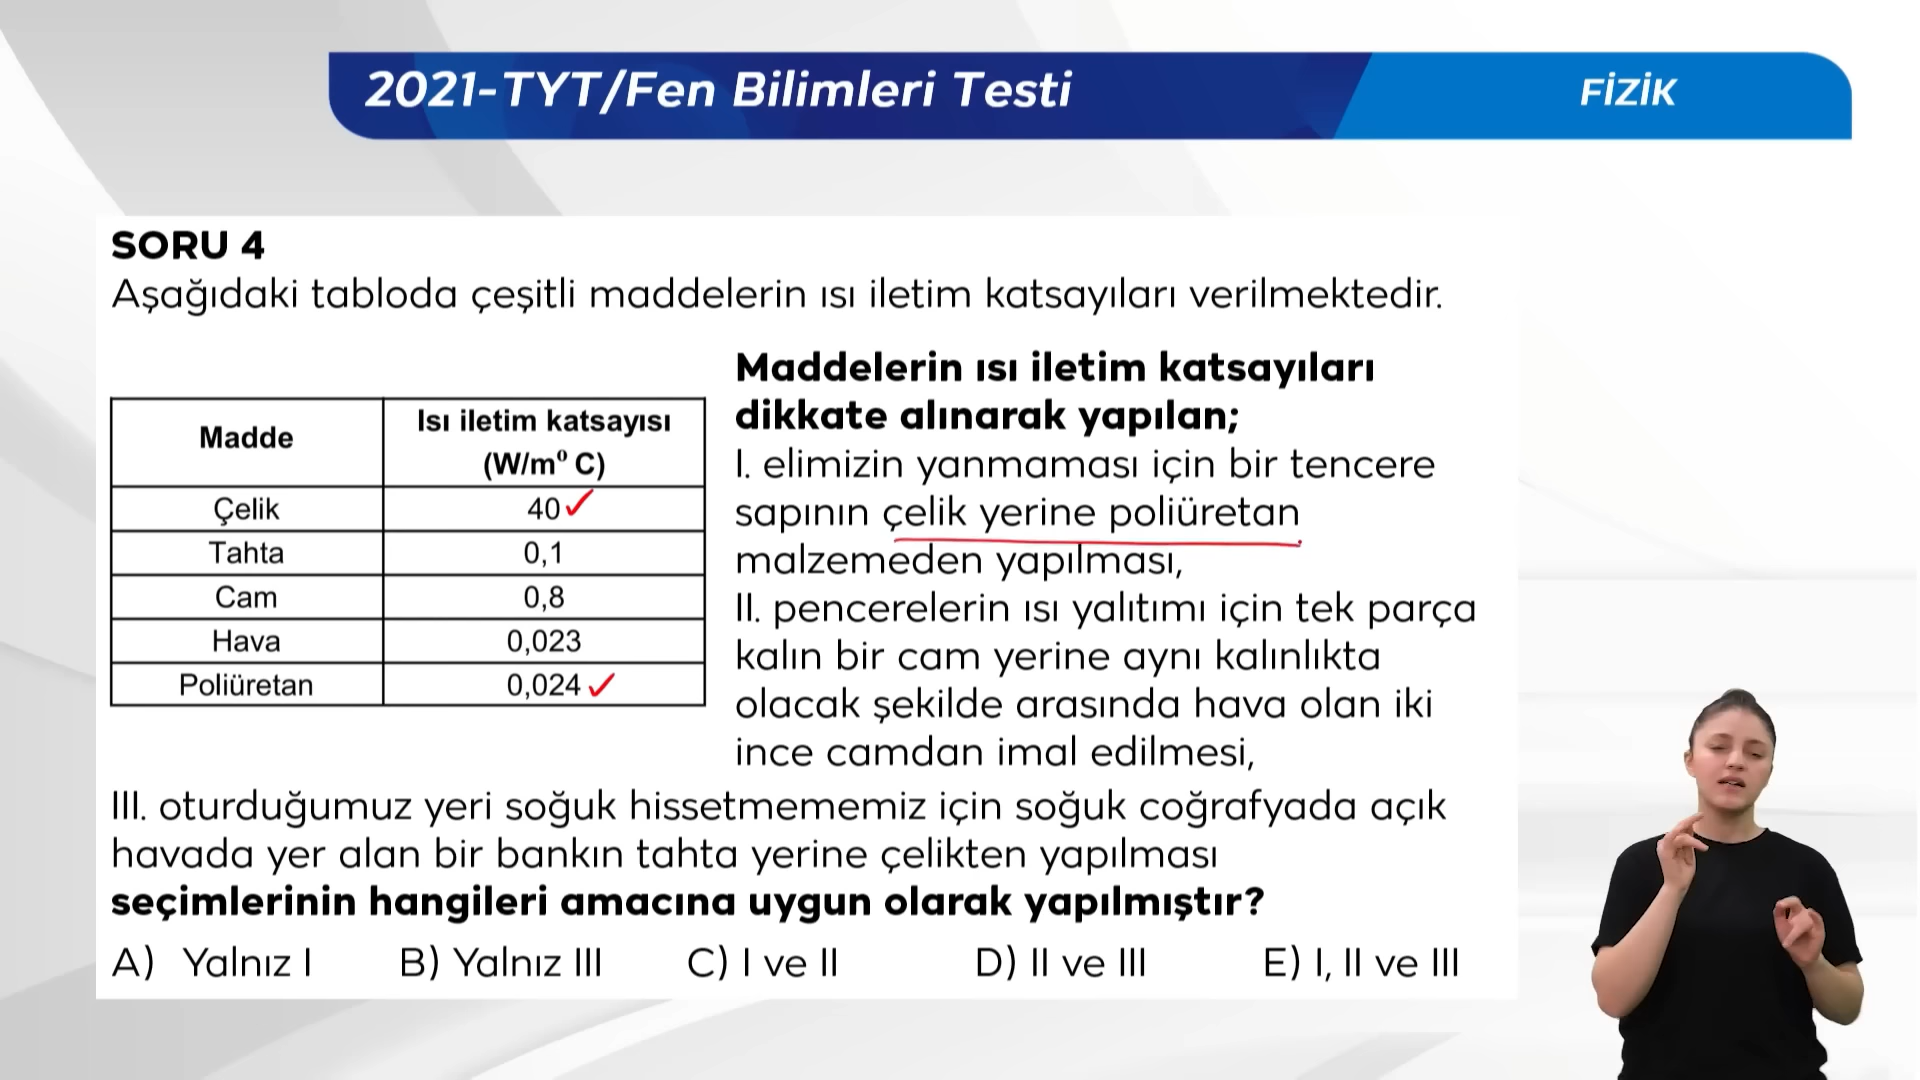 2021-TYT/Fen Bilimleri Testi
FİZİK
SORU 4
Aşağıdaki tabloda çeşitli maddelerin ısı iletim katsayıları verilmektedir.
Madde
Isı iletim katsayısı
(W/m⁰ C)
Çelik 40
Tahta 0,1
Cam 0,8
Hava 0,023
Poliüretan 0,024
Maddelerin ısı iletim katsayıları
dikkate alınarak yapılan;
I. elimizin yanmaması için bir tencere
sapının çelik yerine poliüretan
malzemeden yapılması,
II. pencerelerin ısı yalıtımı için tek parça
kalın bir cam yerine aynı kalınlıkta
olacak şekilde arasında hava olan iki
ince camdan imal edilmesi,
III. oturduğumuz yeri soğuk hissetmememiz için soğuk coğrafyada açık
havada yer alan bir bankın tahta yerine çelikten yapılması
seçimlerinin hangileri amacına uygun olarak yapılmıştır?
A) Yalnız I B) Yalnız III C) I ve II D) II ve III E) I, II ve III